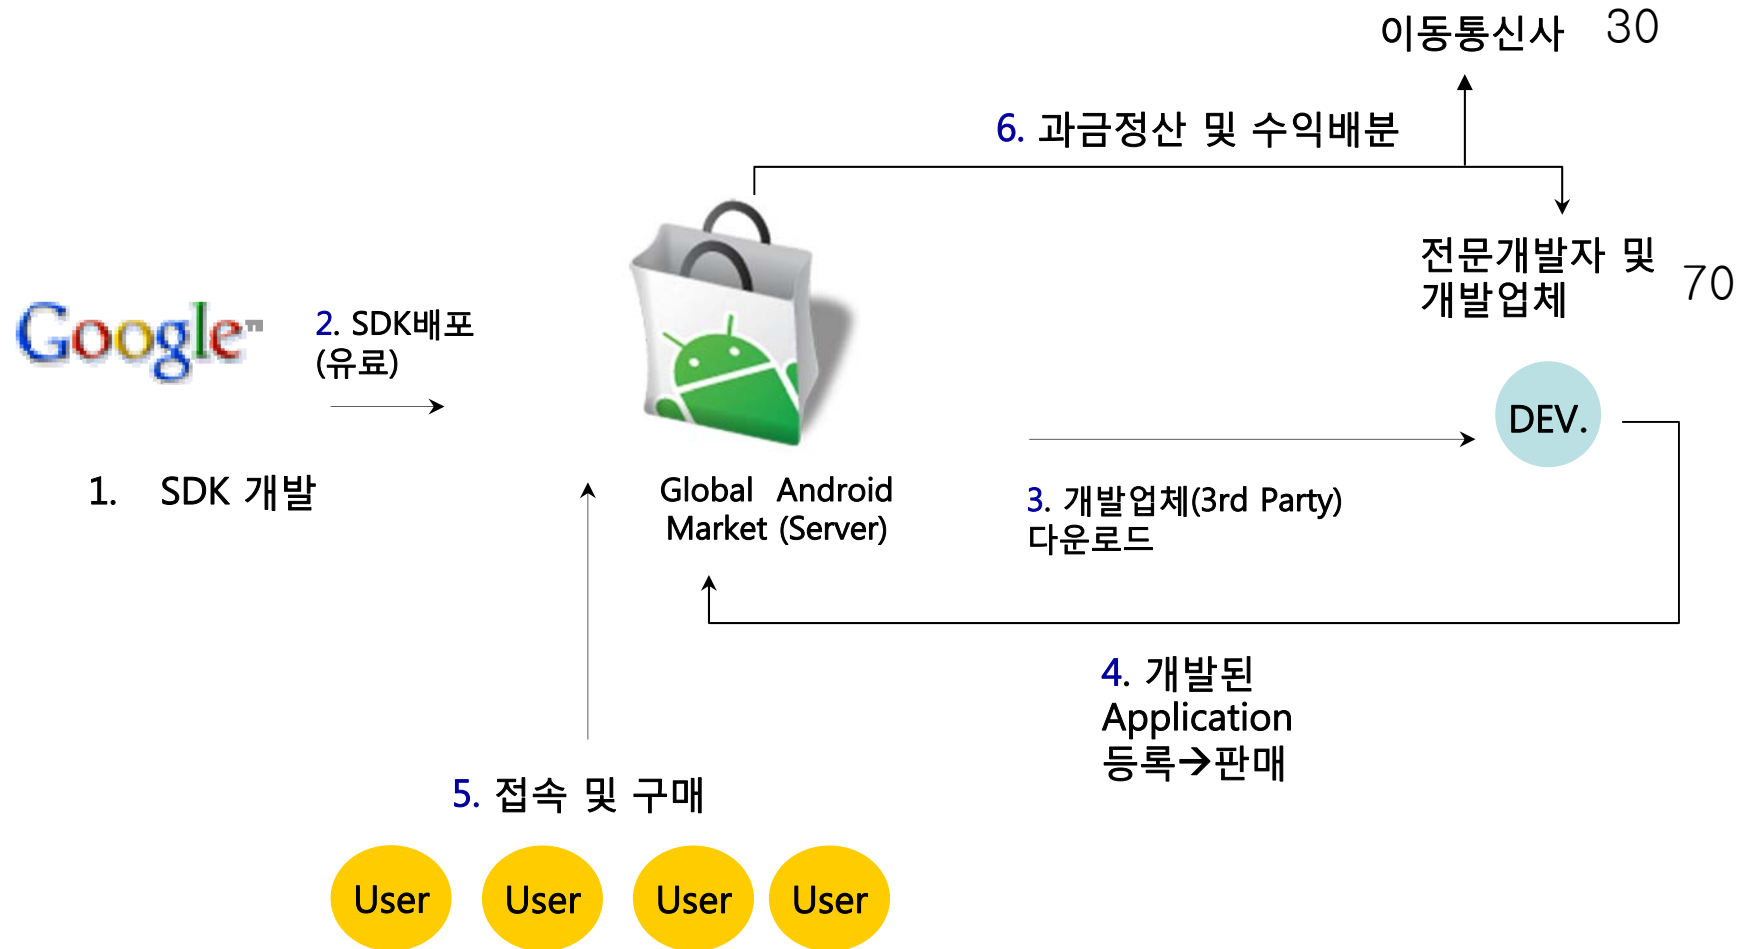 이동통신사 30
6. 과금정산 및 수익배분
전문개발자 및
개발업체 70
Google
2. SDK배포
(유료)
DEV.
1. SDK 개발
Global Android
Market (Server)
3. 개발업체(3rd Party)
다운로드
4. 개발된
Application
등록→판매
5. 접속 및 구매
User User User User